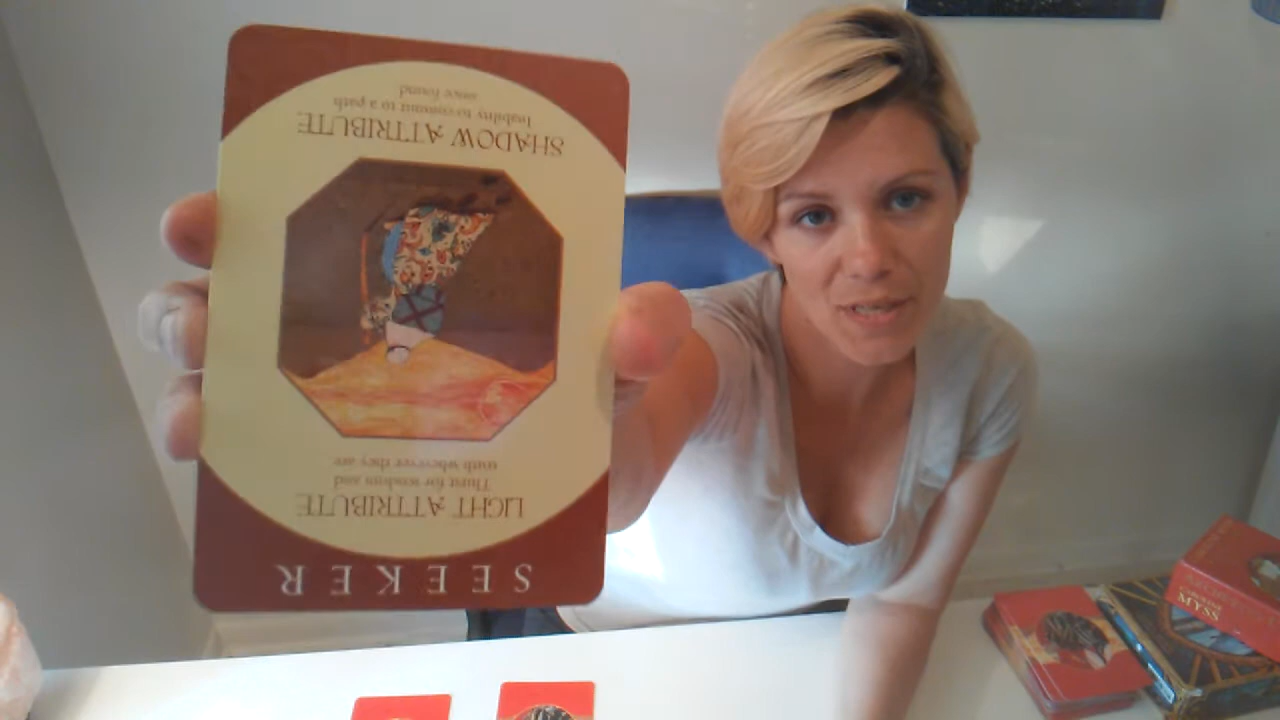 SEEKER
LIGHT ATTRIBUTE
Thirst for wisdom and
truth wherever they are
SHADOW ATTRIBUTE
Inability to commit to a path
once found